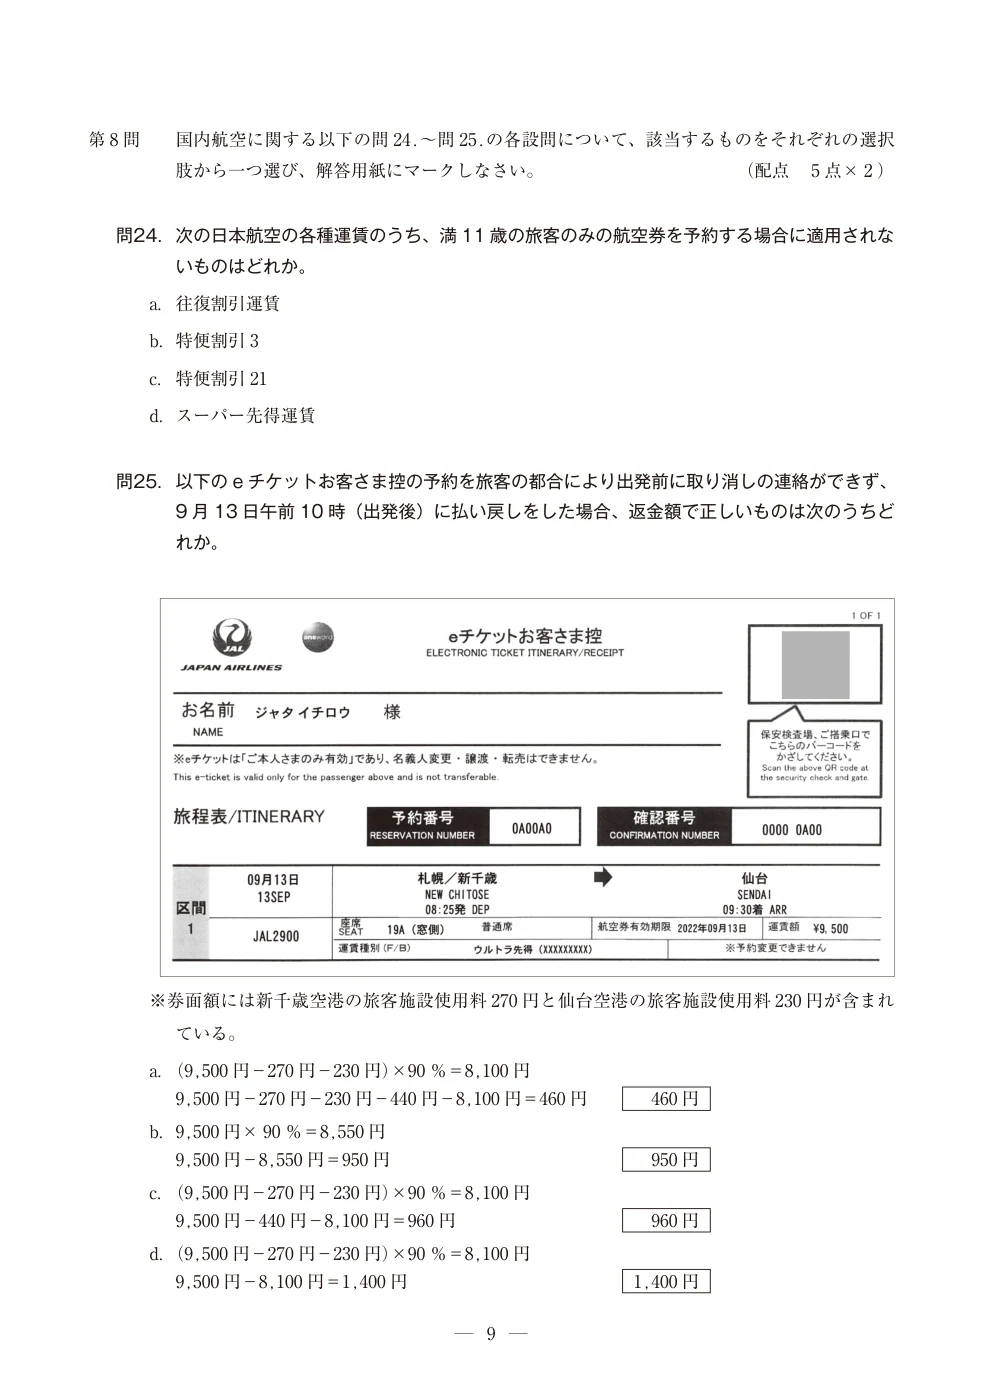 第8問 国内航空に関する以下の問24.～問25.の各設問について、該当するものをそれぞれの選択
肢から一つ選び、解答用紙にマークしなさい。 （配点 5点×2）
問24. 次の日本航空の各種運賃のうち、満11歳の旅客のみの航空券を予約する場合に適用されな
いものはどれか。
a. 往復割引運賃
b. 特便割引3
c. 特便割引21
d. スーパー先得運賃
問25. 以下のeチケットお客さま控の予約を旅客の都合により出発前に取り消しの連絡ができず、
9月13日午前10時（出発後）に払い戻しをした場合、返金額で正しいものは次のうちど
れか。
1 OF 1
JAL
JAPAN AIRLINES
oneworld
eチケットお客さま控
ELECTRONIC TICKET ITINERARY/RECEIPT
お名前 ジャタ イチロウ 様
NAME
※eチケットは「ご本人さまのみ有効」であり、名義人変更・譲渡・転売はできません。
This e-ticket is valid only for the passenger above and is not transferable.
保安検査場、ご搭乗口で
こちらのバーコードを
かざしてください。
Scan the above QR code at
the security check and gate.
旅程表/ITINERARY
予約番号
RESERVATION NUMBER
0A00A0
確認番号
CONFIRMATION NUMBER
0000 0A00
区間
1
09月13日
13SEP
JAL2900
札幌／新千歳
NEW CHITOSE
08:25発 DEP
➡
仙台
SENDAI
09:30着 ARR
座席
SEAT
19A（窓側） 普通席
航空券有効期限 2022年09月13日
運賃額 ¥9,500
運賃種別(F/B) ウルトラ先得（XXXXXXXXX）
※予約変更できません
※券面額には新千歳空港の旅客施設使用料270円と仙台空港の旅客施設使用料230円が含まれ
ている。
a. （9,500円－270円－230円）×90％＝8,100円
9,500円－270円－230円－440円－8,100円＝460円 460円
b. 9,500円×90％＝8,550円
9,500円－8,550円＝950円 950円
c. （9,500円－270円－230円）×90％＝8,100円
9,500円－440円－8,100円＝960円 960円
d. （9,500円－270円－230円）×90％＝8,100円
9,500円－8,100円＝1,400円 1,400円
— 9 —